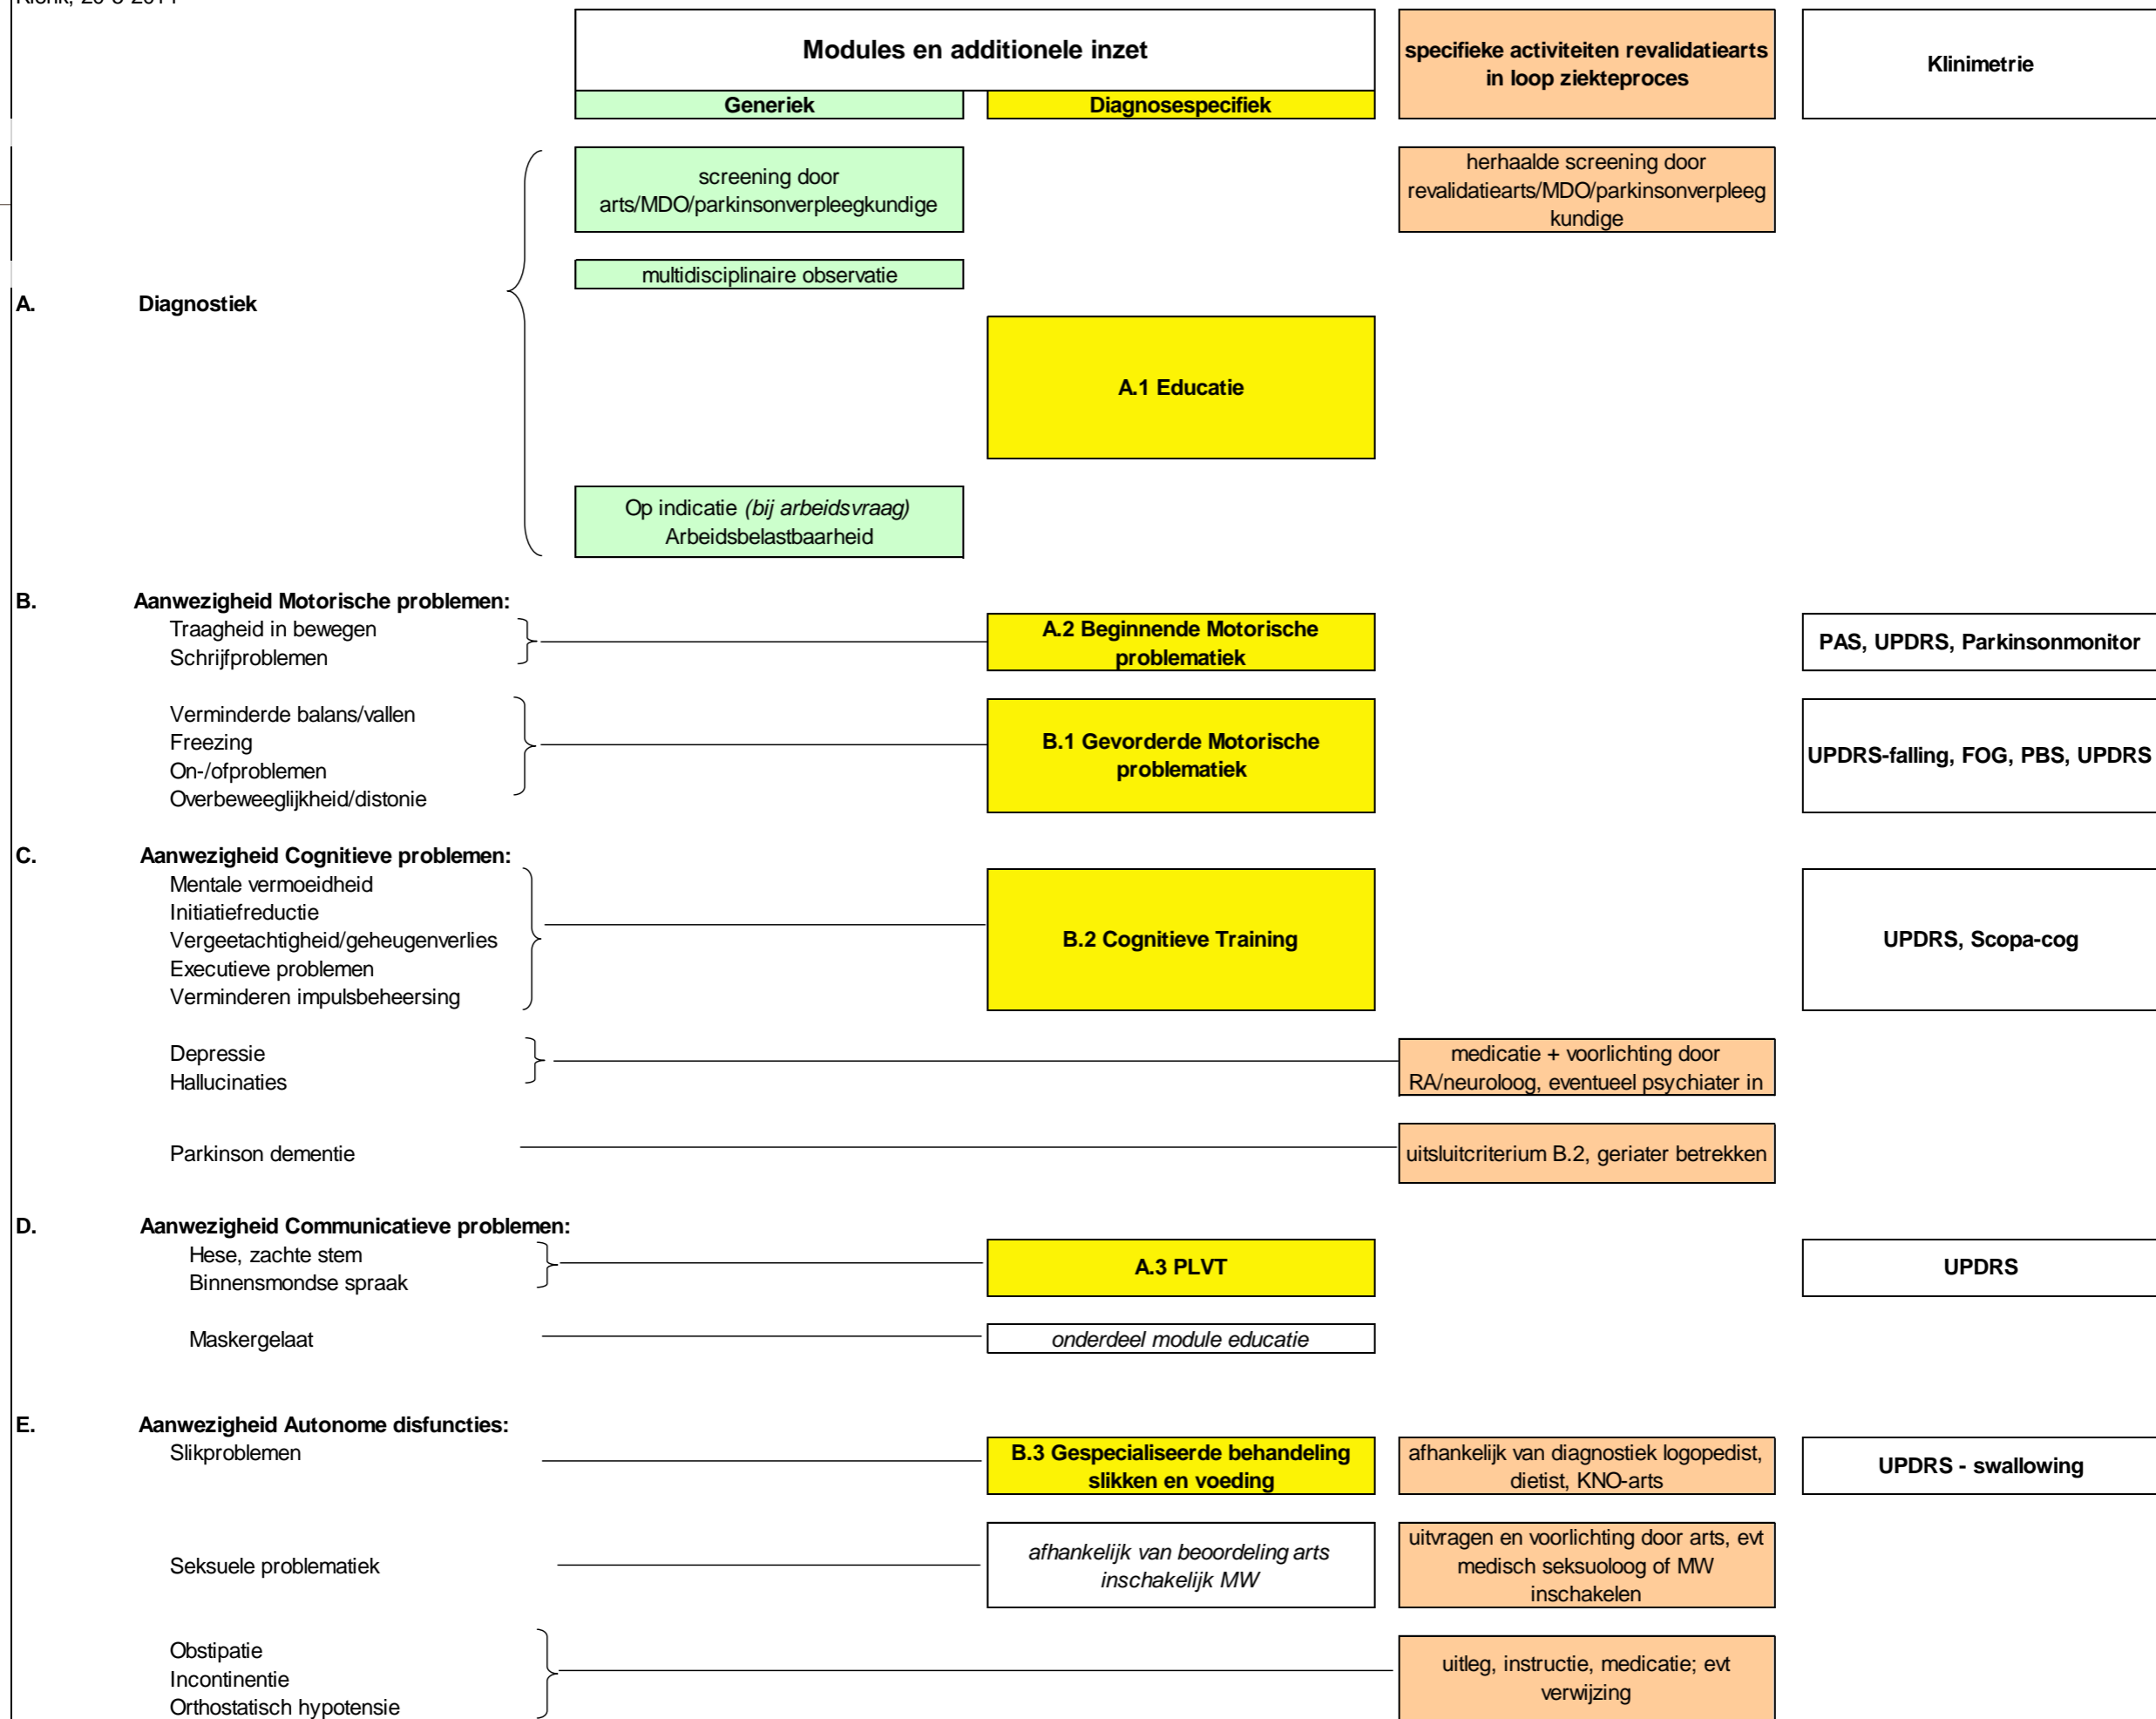 Modules en additionele inzet
specifieke activiteiten revalidatiearts
in loop ziekteproces
Klinimetrie
Generiek
Diagnosespecifiek
screening door
arts/MDO/parkinsonverpleegkundige
herhaalde screening door
revalidatiearts/MDO/parkinsonverpleeg
kundige
multidisciplinaire observatie
A. Diagnostiek
A.1 Educatie
Op indicatie (bij arbeidsvraag)
Arbeidsbelastbaarheid
B. Aanwezigheid Motorische problemen:
Traagheid in bewegen
Schrijfproblemen
A.2 Beginnende Motorische
problematiek
PAS, UPDRS, Parkinsonmonitor
Verminderde balans/vallen
Freezing
On-/ofproblemen
Overbeweeglijkheid/distonie
B.1 Gevorderde Motorische
problematiek
UPDRS-falling, FOG, PBS, UPDRS
C. Aanwezigheid Cognitieve problemen:
Mentale vermoeidheid
Initiatiefreductie
Vergeetachtigheid/geheugenverlies
Executieve problemen
Verminderen impulsbeheersing
B.2 Cognitieve Training
UPDRS, Scopa-cog
Depressie
Hallucinaties
medicatie + voorlichting door
RA/neuroloog, eventueel psychiater in
Parkinson dementie
uitsluitcriterium B.2, geriater betrekken
D. Aanwezigheid Communicatieve problemen:
Hese, zachte stem
Binnensmondse spraak
A.3 PLVT
UPDRS
Maskergelaat
onderdeel module educatie
E. Aanwezigheid Autonome disfuncties:
Slikproblemen
B.3 Gespecialiseerde behandeling
slikken en voeding
afhankelijk van diagnostiek logopedist,
dietist, KNO-arts
UPDRS - swallowing
Seksuele problematiek
afhankelijk van beoordeling arts
inschakelijk MW
uitvragen en voorlichting door arts, evt
medisch seksuoloog of MW
inschakelen
Obstipatie
Incontinentie
Orthostatisch hypotensie
uitleg, instructie, medicatie; evt
verwijzing